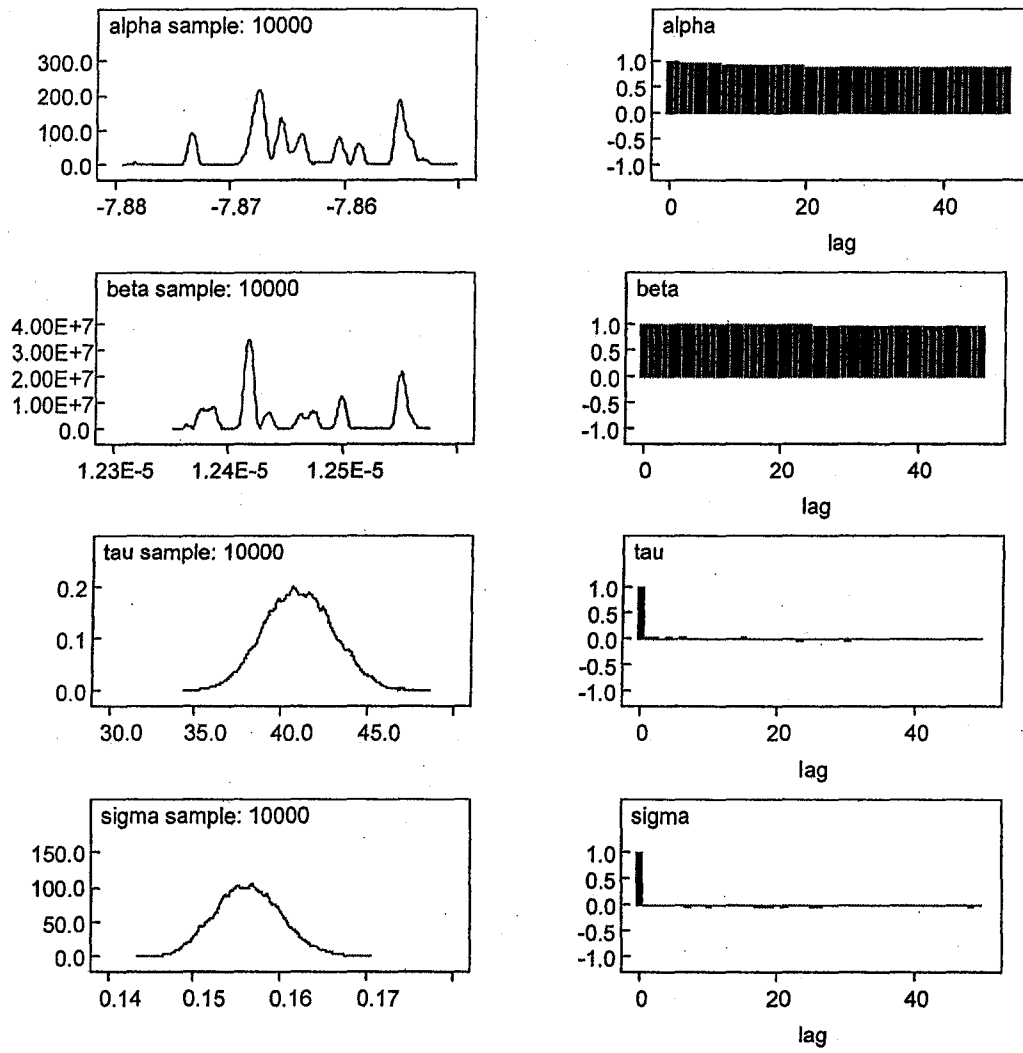 alpha sample: 10000
300.0
200.0
100.0
0.0
-7.88
-7.87
-7.86
alpha
1.0
0.5
0.0
-0.5
-1.0
0
20
40
lag
beta sample: 10000
4.00E+7
3.00E+7
2.00E+7
1.00E+7
0.0
1.23E-5
1.24E-5
1.25E-5
beta
1.0
0.5
0.0
-0.5
-1.0
0
20
40
lag
tau sample: 10000
0.2
0.1
0.0
30.0
35.0
40.0
45.0
tau
1.0
0.5
0.0
-0.5
-1.0
0
20
40
lag
sigma sample: 10000
150.0
100.0
50.0
0.0
0.14
0.15
0.16
0.17
sigma
1.0
0.5
0.0
-0.5
-1.0
0
20
40
lag